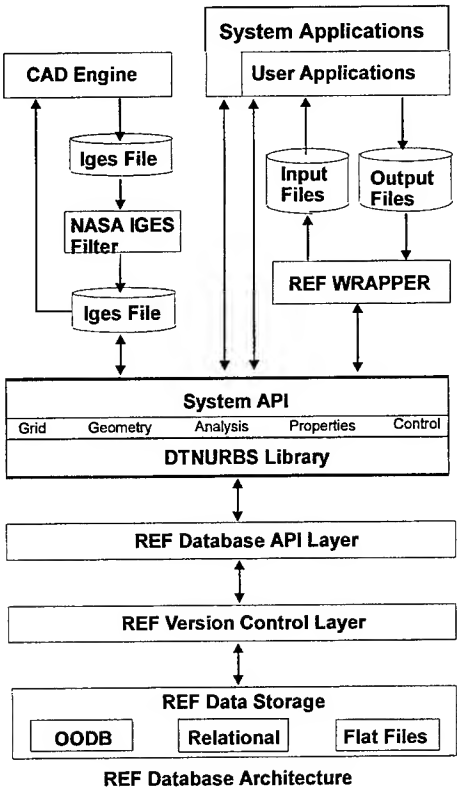 System Applications
CAD Engine
User Applications
Iges File
Input
Files
Output
Files
NASA IGES
Filter
REF WRAPPER
Iges File
System API
Grid Geometry Analysis Properties Control
DTNURBS Library
REF Database API Layer
REF Version Control Layer
REF Data Storage
OODB Relational Flat Files
REF Database Architecture